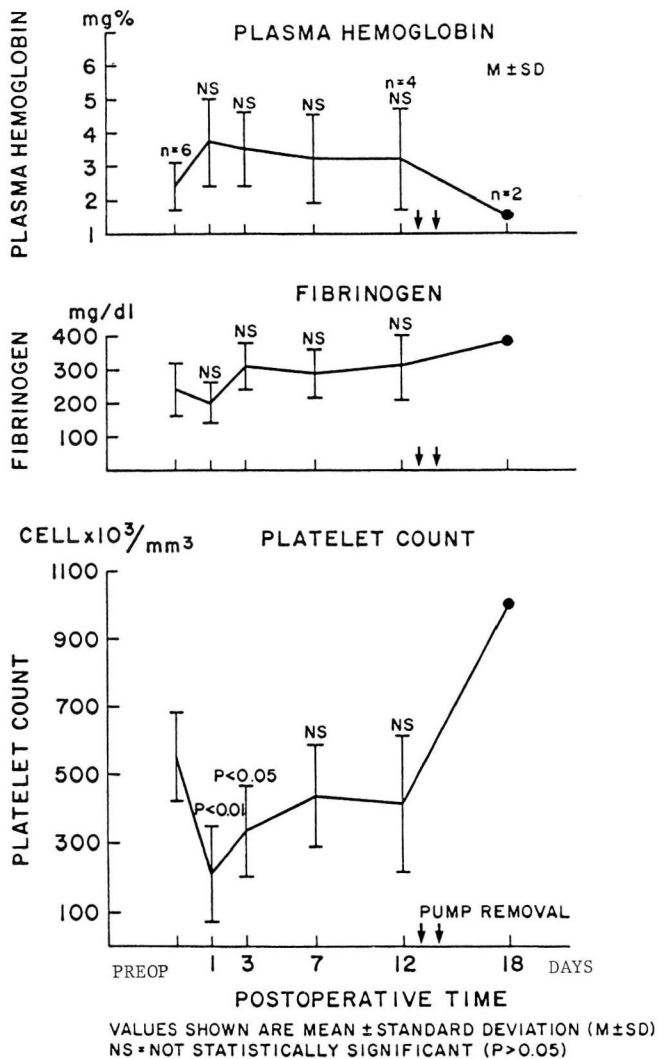 mg% PLASMA HEMOGLOBIN
M ± SD
PLASMA HEMOGLOBIN
7
6
5
4
3
2
1
n=6
NS
NS
NS
n=4
NS
n=2
FIBRINOGEN
mg/dl
FIBRINOGEN
400
300
200
100
NS
NS
NS
NS
CELL×10³/mm³ PLATELET COUNT
PLATELET COUNT
1100
900
700
500
300
100
P<0.01
P<0.05
NS
NS
PUMP REMOVAL
PREOP 1 3 7 12 18 DAYS
POSTOPERATIVE TIME
VALUES SHOWN ARE MEAN ± STANDARD DEVIATION (M±SD)
NS = NOT STATISTICALLY SIGNIFICANT (P>0.05)